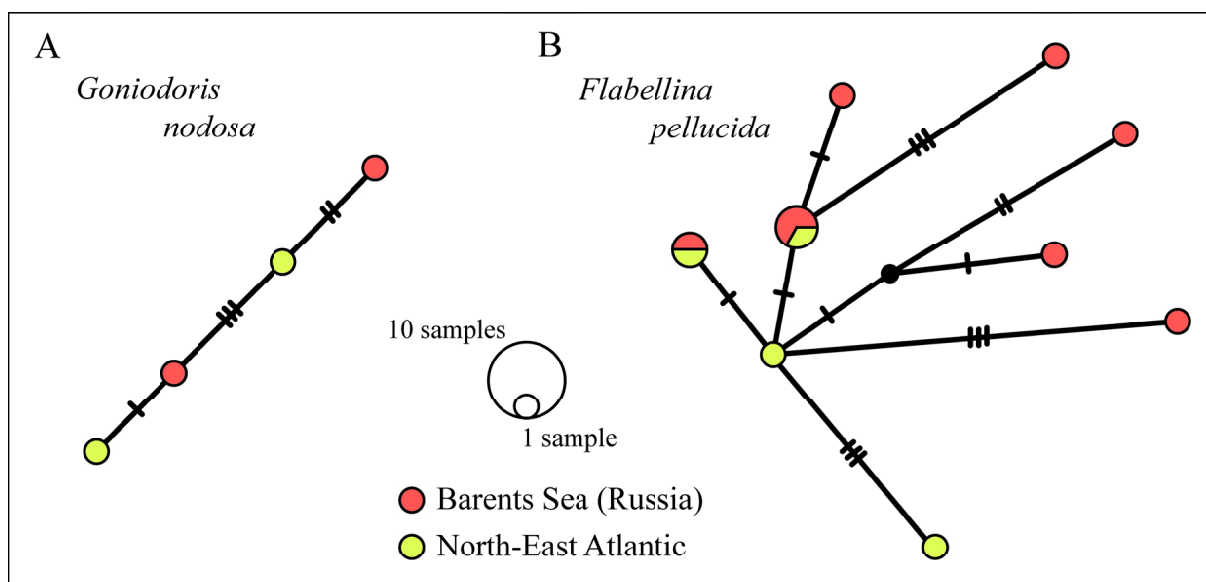 A
Goniodoris
nodosa
B
Flabellina
pellucida
10 samples
1 sample
Barents Sea (Russia)
North-East Atlantic